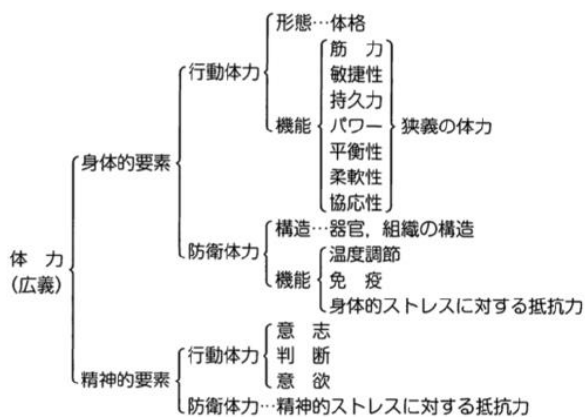 形態…体格
筋　力
敏捷性
行動体力
持久力
機能
パワー
狭義の体力
平衡性
身体的要素
柔軟性
協応性
構造…器官，組織の構造
防衛体力
温度調節
体　力
（広義）
機能
免　疫
身体的ストレスに対する抵抗力
意　志
行動体力
判　断
精神的要素
意　欲
防衛体力…精神的ストレスに対する抵抗力